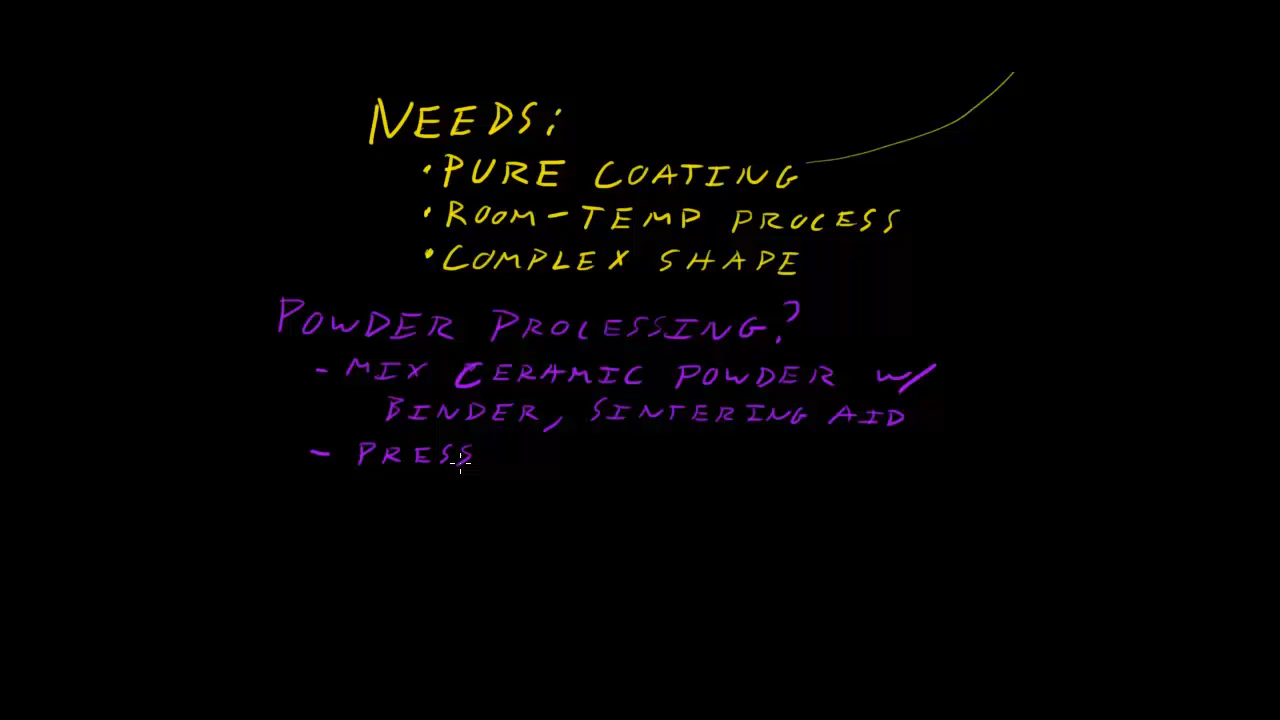 NEEDS:
• PURE COATING
• ROOM-TEMP PROCESS
• COMPLEX SHAPE
POWDER PROCESSING?
- MIX CERAMIC POWDER w/
BINDER, SINTERING AID
- PRESS